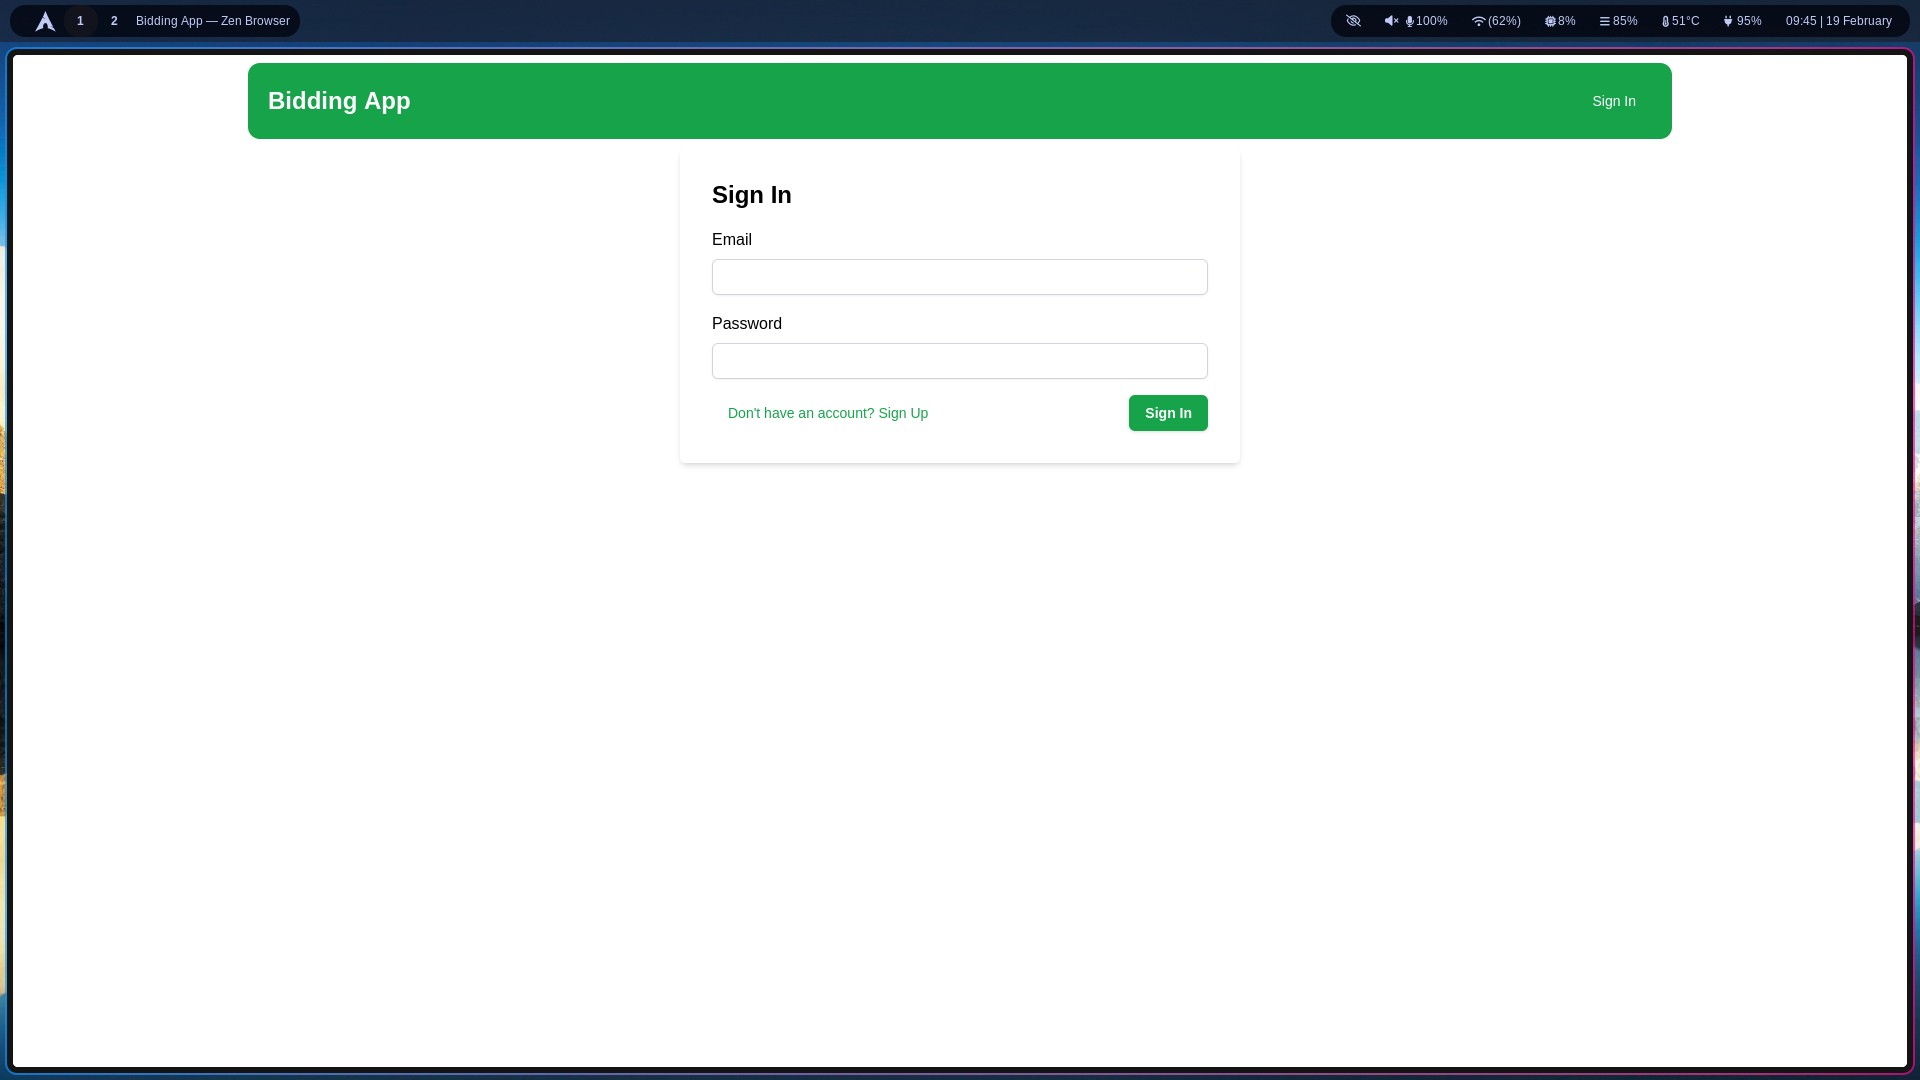 1 2 Bidding App — Zen Browser 100% (62%) 8% 85% 51°C 95% 09:45 | 19 February
Bidding App Sign In
Sign In
Email
Password
Don't have an account? Sign Up Sign In